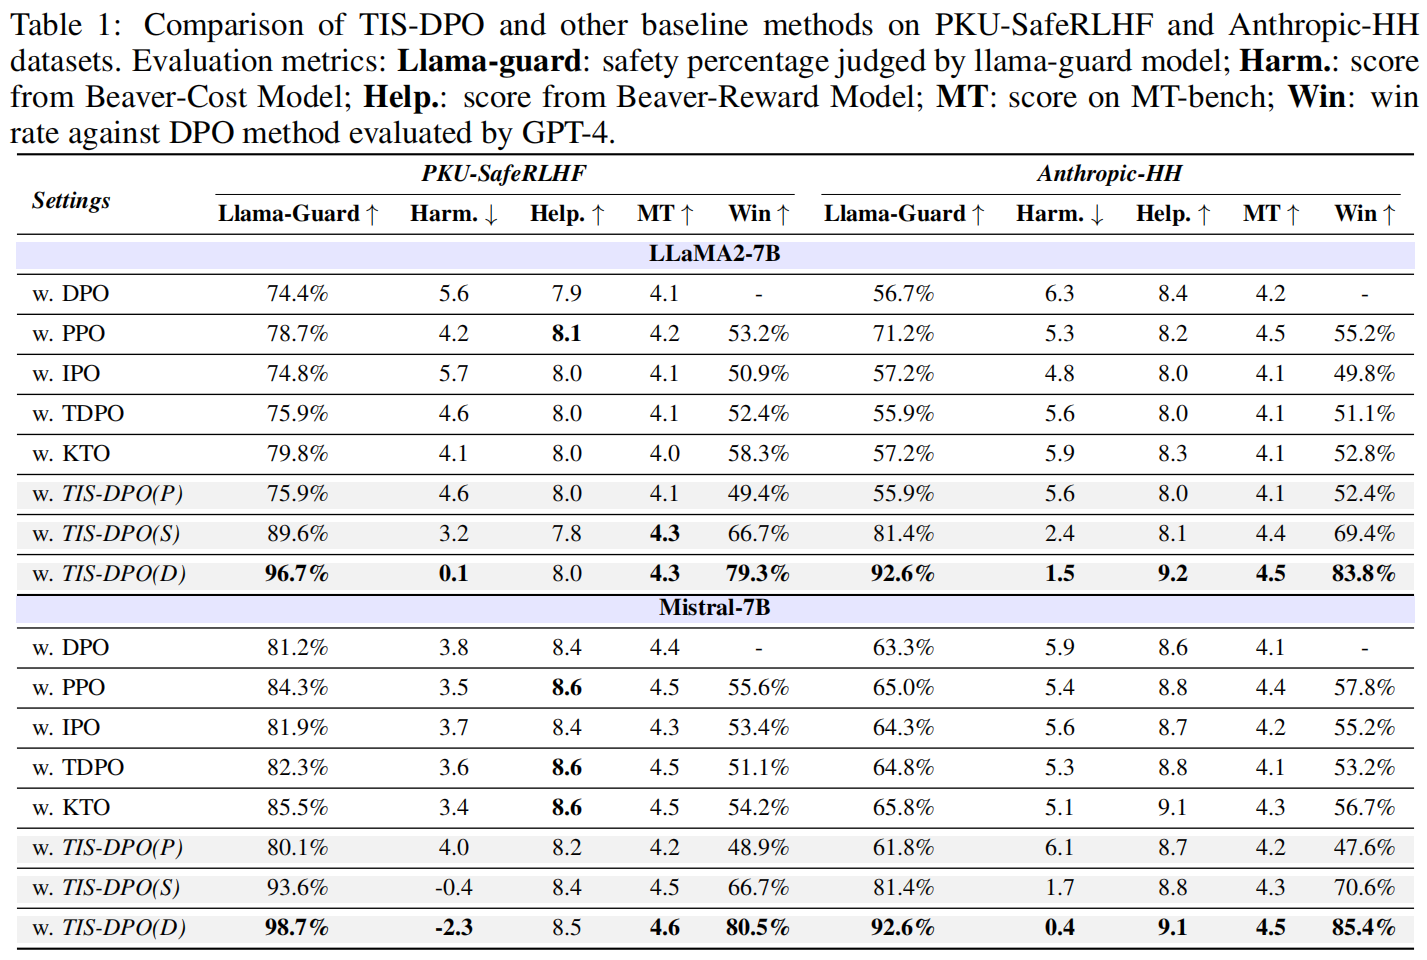 Table 1: Comparison of TIS-DPO and other baseline methods on PKU-SafeRLHF and Anthropic-HH
datasets. Evaluation metrics: Llama-guard: safety percentage judged by llama-guard model; Harm.: score
from Beaver-Cost Model; Help.: score from Beaver-Reward Model; MT: score on MT-bench; Win: win
rate against DPO method evaluated by GPT-4.
Settings PKU-SafeRLHF Anthropic-HH
Llama-Guard ↑ Harm. ↓ Help. ↑ MT ↑ Win ↑ Llama-Guard ↑ Harm. ↓ Help. ↑ MT ↑ Win ↑
LLaMA2-7B
w. DPO 74.4% 5.6 7.9 4.1 - 56.7% 6.3 8.4 4.2 -
w. PPO 78.7% 4.2 8.1 4.2 53.2% 71.2% 5.3 8.2 4.5 55.2%
w. IPO 74.8% 5.7 8.0 4.1 50.9% 57.2% 4.8 8.0 4.1 49.8%
w. TDPO 75.9% 4.6 8.0 4.1 52.4% 55.9% 5.6 8.0 4.1 51.1%
w. KTO 79.8% 4.1 8.0 4.0 58.3% 57.2% 5.9 8.3 4.1 52.8%
w. TIS-DPO(P) 75.9% 4.6 8.0 4.1 49.4% 55.9% 5.6 8.0 4.1 52.4%
w. TIS-DPO(S) 89.6% 3.2 7.8 4.3 66.7% 81.4% 2.4 8.1 4.4 69.4%
w. TIS-DPO(D) 96.7% 0.1 8.0 4.3 79.3% 92.6% 1.5 9.2 4.5 83.8%
Mistral-7B
w. DPO 81.2% 3.8 8.4 4.4 - 63.3% 5.9 8.6 4.1 -
w. PPO 84.3% 3.5 8.6 4.5 55.6% 65.0% 5.4 8.8 4.4 57.8%
w. IPO 81.9% 3.7 8.4 4.3 53.4% 64.3% 5.6 8.7 4.2 55.2%
w. TDPO 82.3% 3.6 8.6 4.5 51.1% 64.8% 5.3 8.8 4.1 53.2%
w. KTO 85.5% 3.4 8.6 4.5 54.2% 65.8% 5.1 9.1 4.3 56.7%
w. TIS-DPO(P) 80.1% 4.0 8.2 4.2 48.9% 61.8% 6.1 8.7 4.2 47.6%
w. TIS-DPO(S) 93.6% -0.4 8.4 4.5 66.7% 81.4% 1.7 8.8 4.3 70.6%
w. TIS-DPO(D) 98.7% -2.3 8.5 4.6 80.5% 92.6% 0.4 9.1 4.5 85.4%